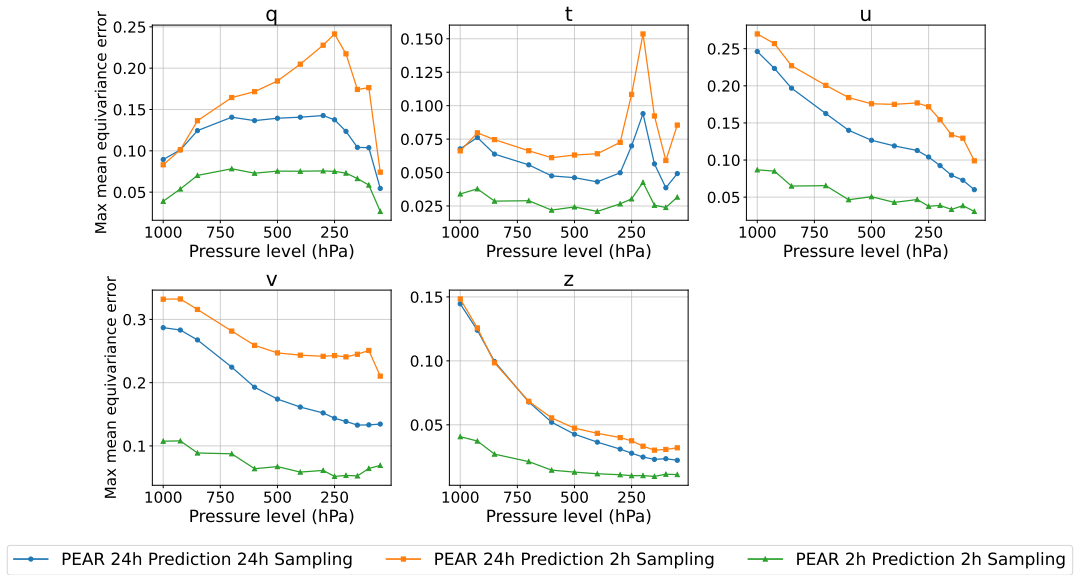 q
t
u
Max mean equivariance error
0.25
0.20
0.15
0.10
0.05
1000
750
500
250
Pressure level (hPa)
0.150
0.125
0.100
0.075
0.050
0.025
1000
750
500
250
Pressure level (hPa)
0.25
0.20
0.15
0.10
0.05
1000
750
500
250
Pressure level (hPa)
v
z
Max mean equivariance error
0.3
0.2
0.1
1000
750
500
250
Pressure level (hPa)
0.15
0.10
0.05
1000
750
500
250
Pressure level (hPa)
PEAR 24h Prediction 24h Sampling
PEAR 24h Prediction 2h Sampling
PEAR 2h Prediction 2h Sampling